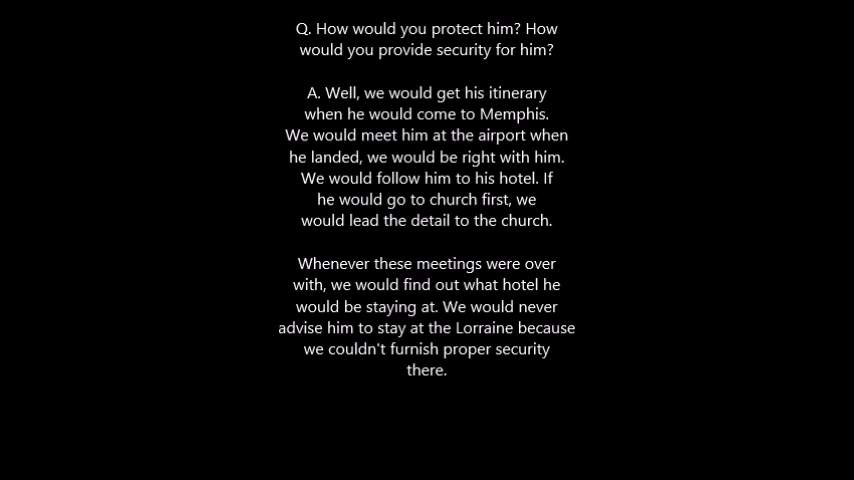 Q. How would you protect him? How
would you provide security for him?
A. Well, we would get his itinerary
when he would come to Memphis.
We would meet him at the airport when
he landed, we would be right with him.
We would follow him to his hotel. If
he would go to church first, we
would lead the detail to the church.
Whenever these meetings were over
with, we would find out what hotel he
would be staying at. We would never
advise him to stay at the Lorraine because
we couldn't furnish proper security
there.